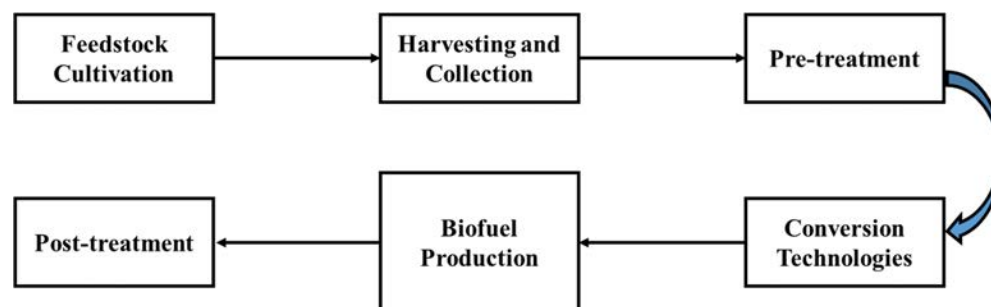 Feedstock
Cultivation
Harvesting and
Collection
Pre-treatment
Conversion
Technologies
Biofuel
Production
Post-treatment